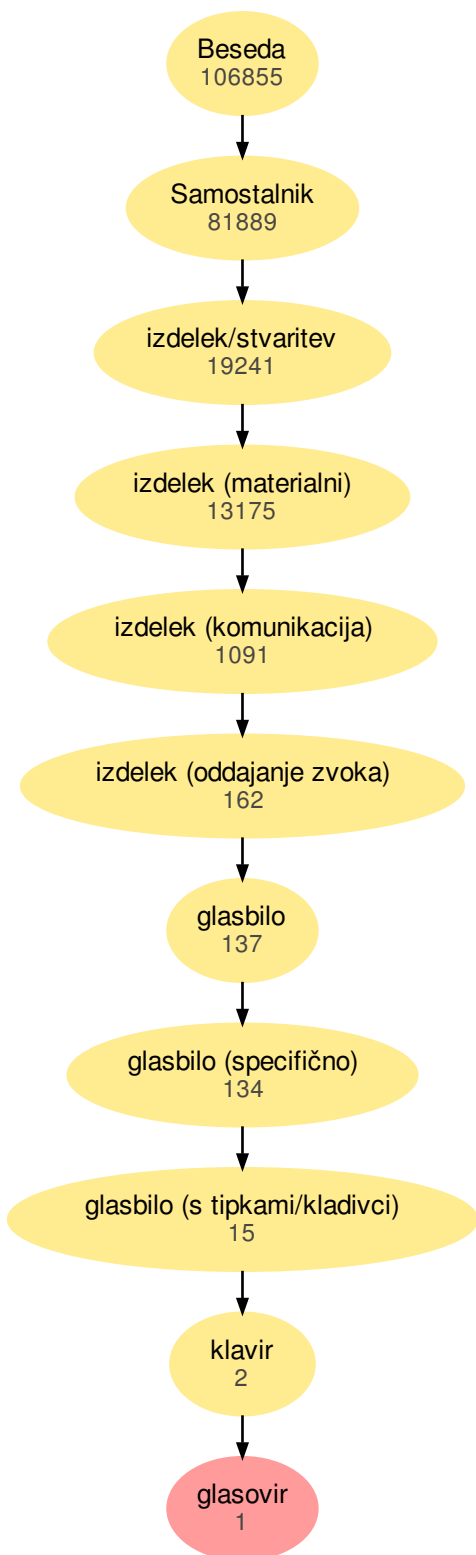 Beseda
106855
Samostalnik
81889
izdelek/stvaritev
19241
izdelek (materialni)
13175
izdelek (komunikacija)
1091
izdelek (oddajanje zvoka)
162
glasbilo
137
glasbilo (specifično)
134
glasbilo (s tipkami/kladivci)
15
klavir
2
glasovir
1